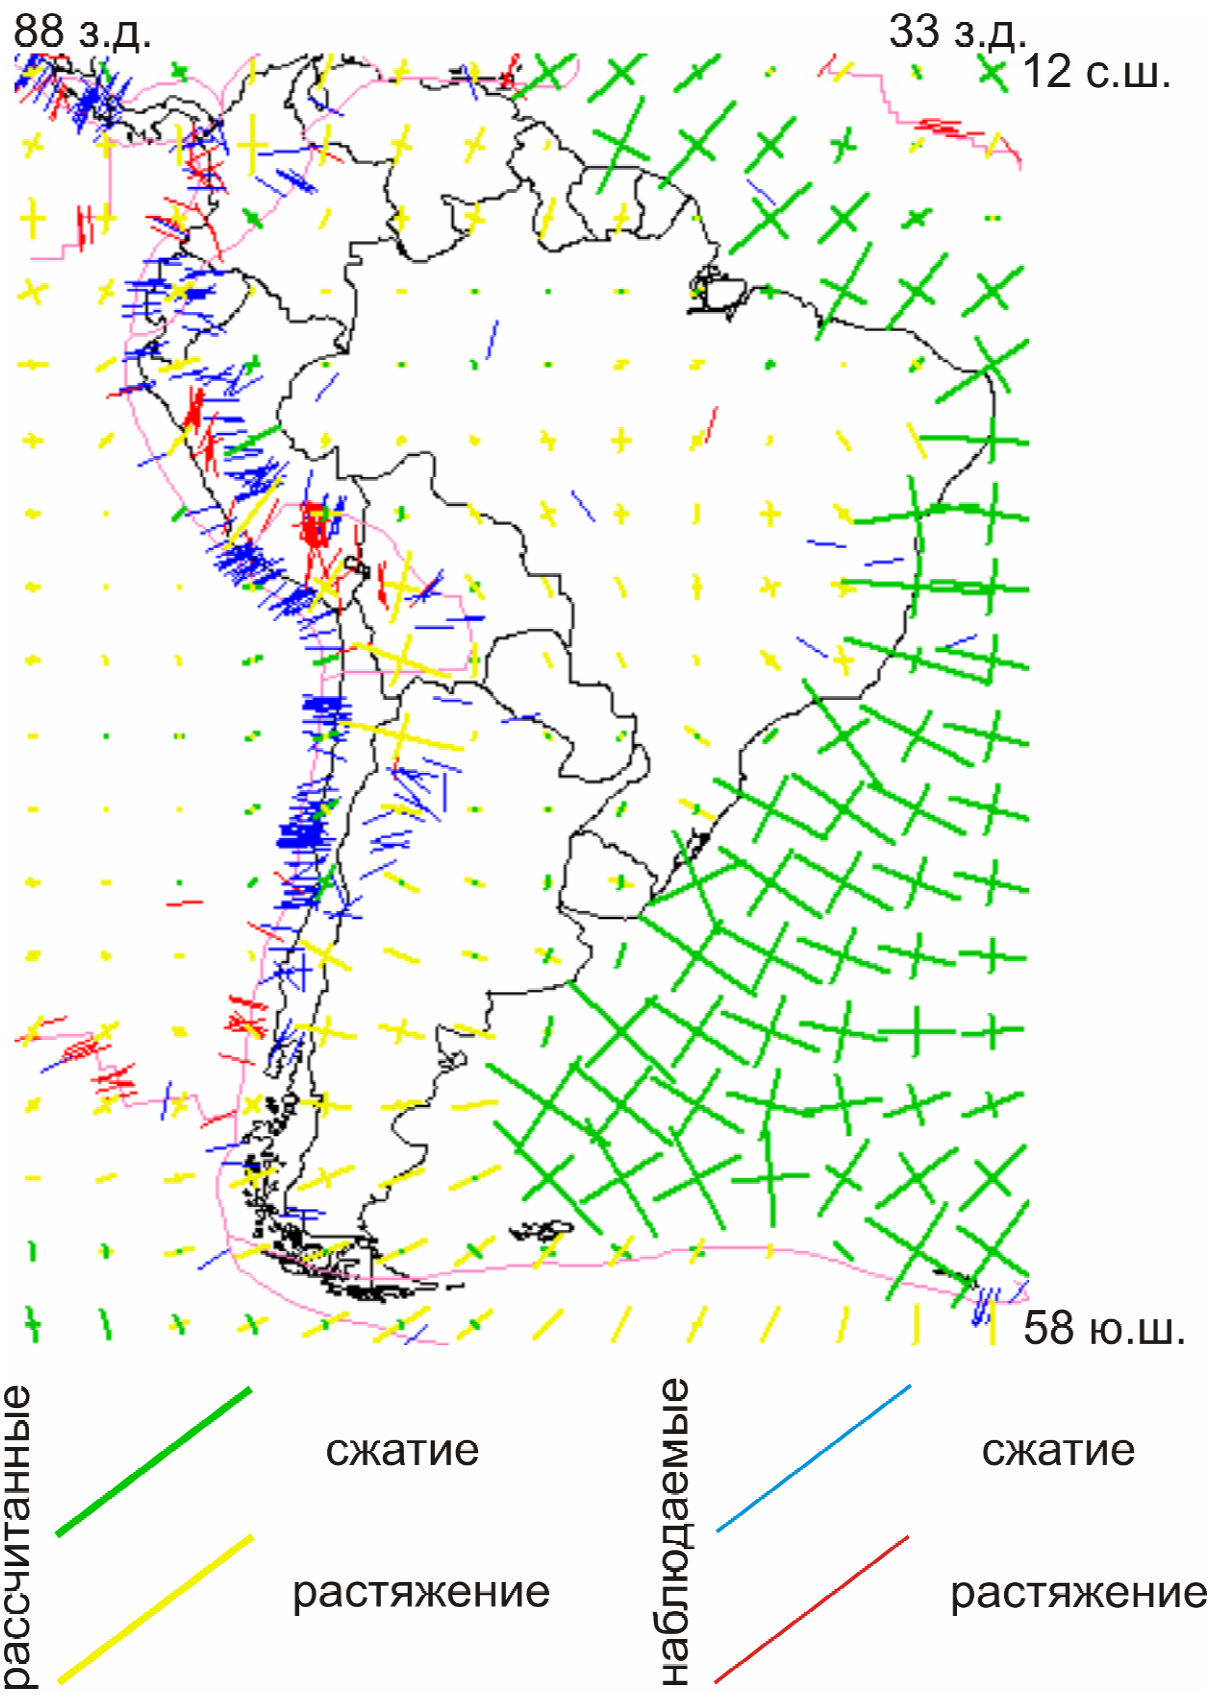 88 з.д.
33 з.д.
12 с.ш.
58 ю.ш.
рассчитанные
сжатие
растяжение
наблюдаемые
сжатие
растяжение